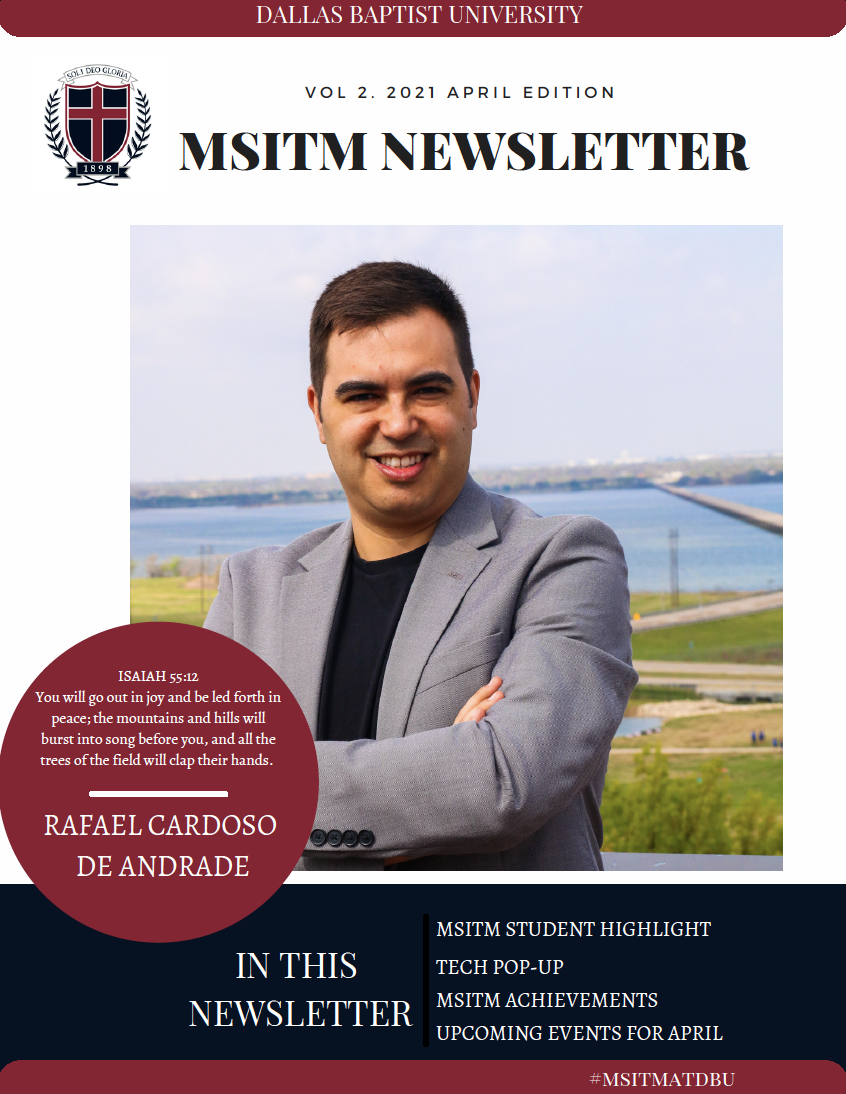 DALLAS BAPTIST UNIVERSITY
SOLI DEO GLORIA
1898
VOL 2. 2021 APRIL EDITION
MSITM NEWSLETTER
ISAIAH 55:12
You will go out in joy and be led forth in
peace; the mountains and hills will
burst into song before you, and all the
trees of the field will clap their hands.
RAFAEL CARDOSO
DE ANDRADE
IN THIS
NEWSLETTER
MSITM STUDENT HIGHLIGHT
TECH POP-UP
MSITM ACHIEVEMENTS
UPCOMING EVENTS FOR APRIL
#MSITMATDBU